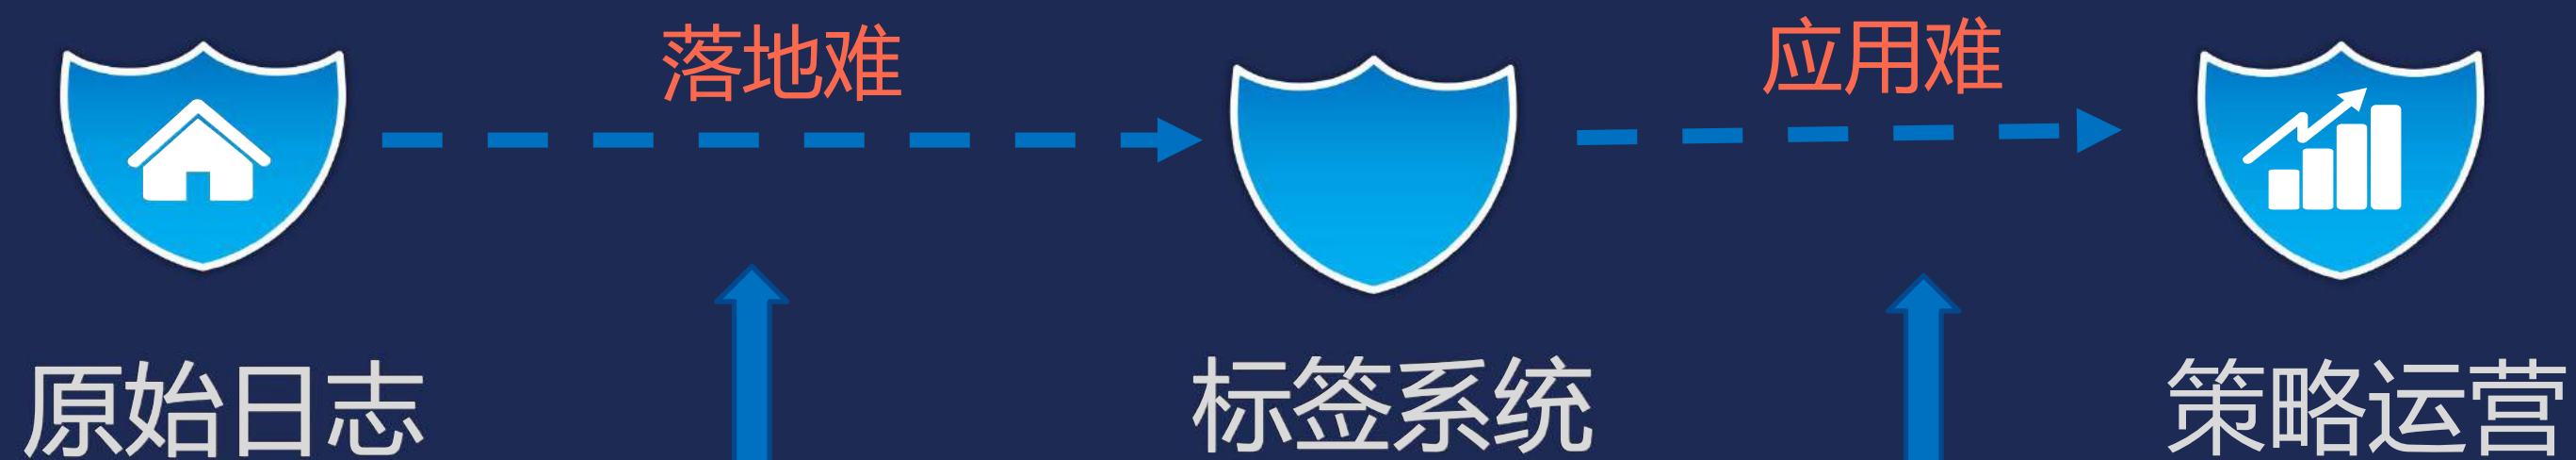 落地难
应用难
原始日志
标签系统
策略运营